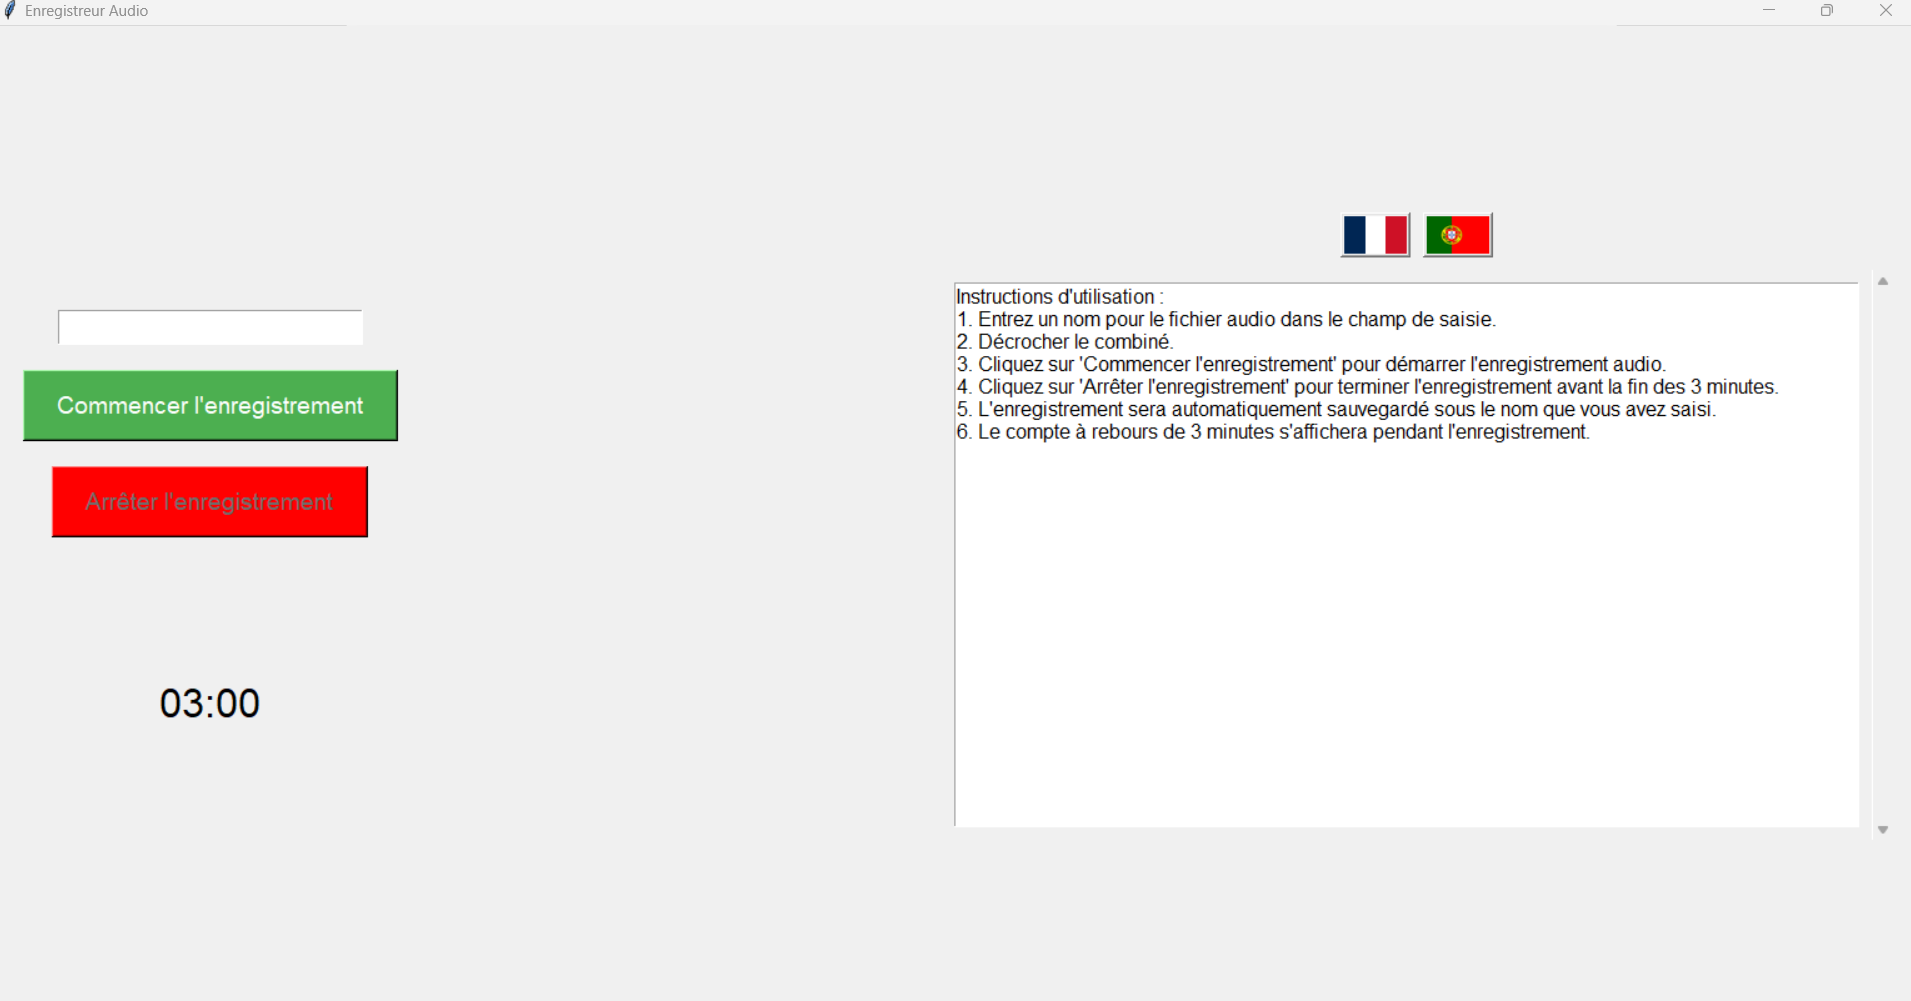 Enregistreur Audio
Commencer l'enregistrement
Arrêter l'enregistrement
03:00
Instructions d'utilisation :
1. Entrez un nom pour le fichier audio dans le champ de saisie.
2. Décrocher le combiné.
3. Cliquez sur 'Commencer l'enregistrement' pour démarrer l'enregistrement audio.
4. Cliquez sur 'Arrêter l'enregistrement' pour terminer l'enregistrement avant la fin des 3 minutes.
5. L'enregistrement sera automatiquement sauvegardé sous le nom que vous avez saisi.
6. Le compte à rebours de 3 minutes s'affichera pendant l'enregistrement.